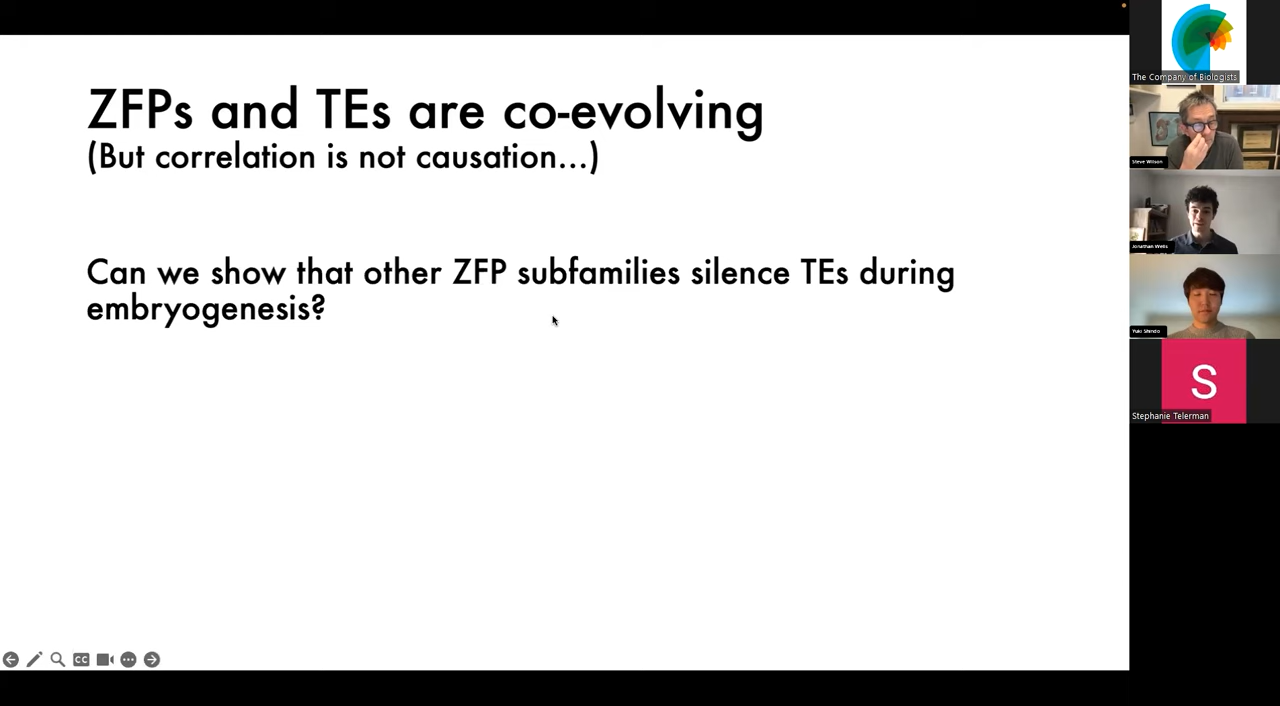 ZFPs and TEs are co-evolving
(But correlation is not causation...)
Can we show that other ZFP subfamilies silence TEs during
embryogenesis?
CC
The Company of Biologists
Steve Wilson
Jonathan Wells
Yuki Shindo
S
Stephanie Telerman